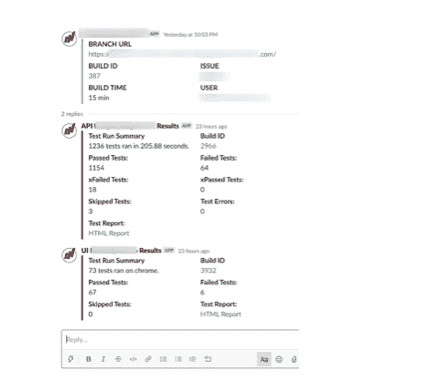 APP Yesterday at 10:03 PM
BRANCH URL
https:/ .com/
BUILD ID ISSUE
387
BUILD TIME USER
15 min
2 replies
API Results APP 23 hours ago
Test Run Summary Build ID
1236 tests ran in 205.88 seconds. 2966
Passed Tests: Failed Tests:
1154 64
xFailed Tests: xPassed Tests:
18 0
Skipped Tests: Test Errors:
3 0
Test Report:
HTML Report
UI Results APP 23 hours ago
Test Run Summary Build ID
73 tests ran on chrome. 3932
Passed Tests: Failed Tests:
67 6
Skipped Tests: Test Report:
0 HTML Report
Reply...
B I S </> Aa